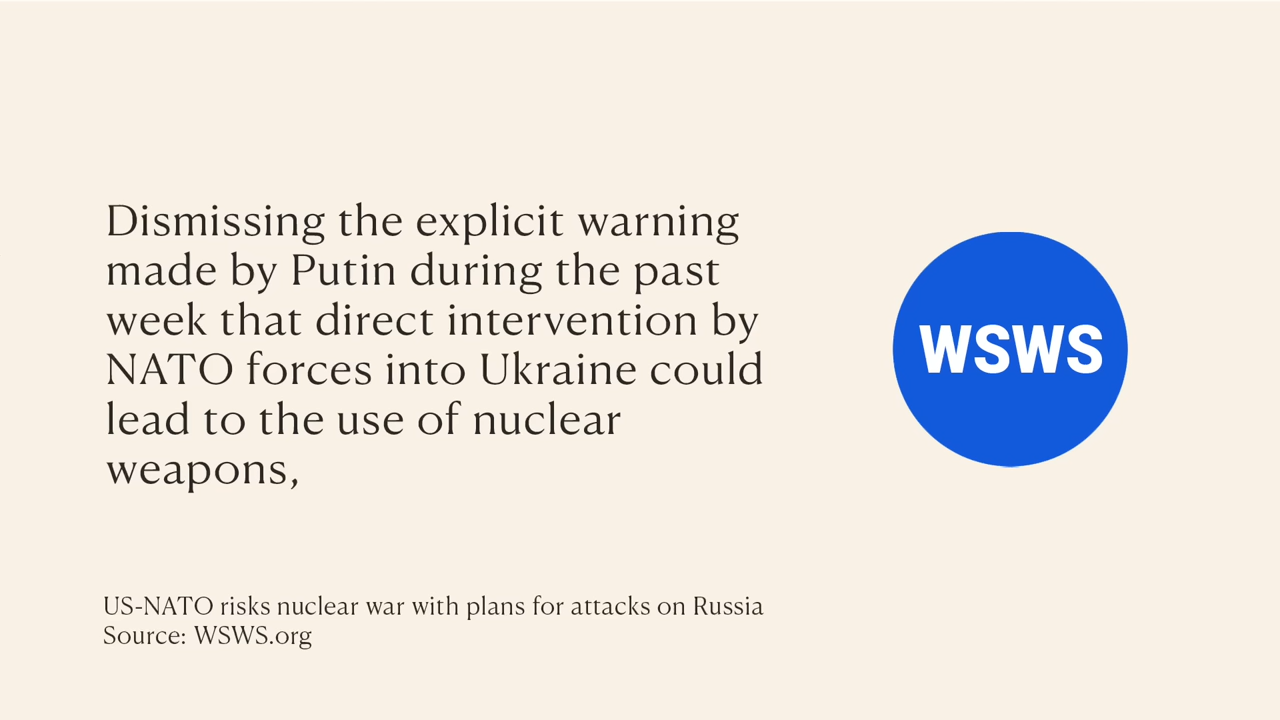 Dismissing the explicit warning
made by Putin during the past
week that direct intervention by
NATO forces into Ukraine could
lead to the use of nuclear
weapons,
WSWS
US-NATO risks nuclear war with plans for attacks on Russia
Source: WSWS.org